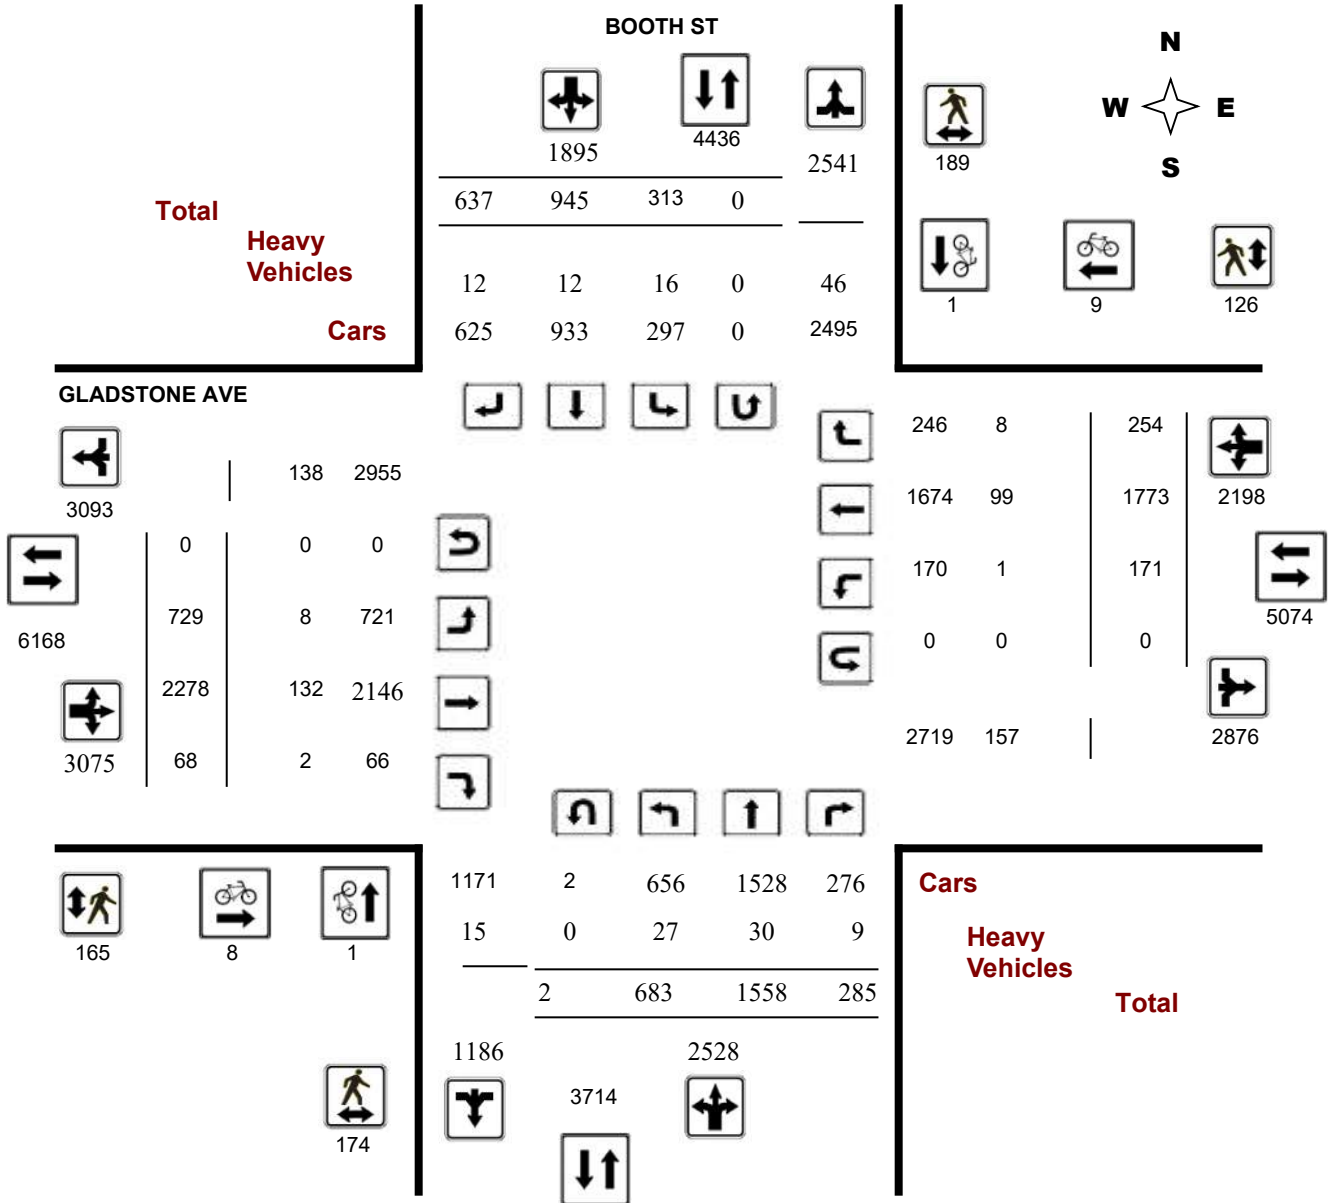 BOOTH ST
N
W E
S
1895
4436
2541
189
637 945 313 0
Total
Heavy
Vehicles
12 12 16 0 46
1 9 126
Cars
625 933 297 0 2495
GLADSTONE AVE
246 8 254
138 2955
3093
1674 99 1773 2198
0 0 0
170 1 171
729 8 721
5074
6168
0 0 0
2278 132 2146
2719 157 2876
3075 68 2 66
1171 2 656 1528 276
Cars
15 0 27 30 9
Heavy
Vehicles
165 8 1
2 683 1558 285
Total
1186 2528
3714
174